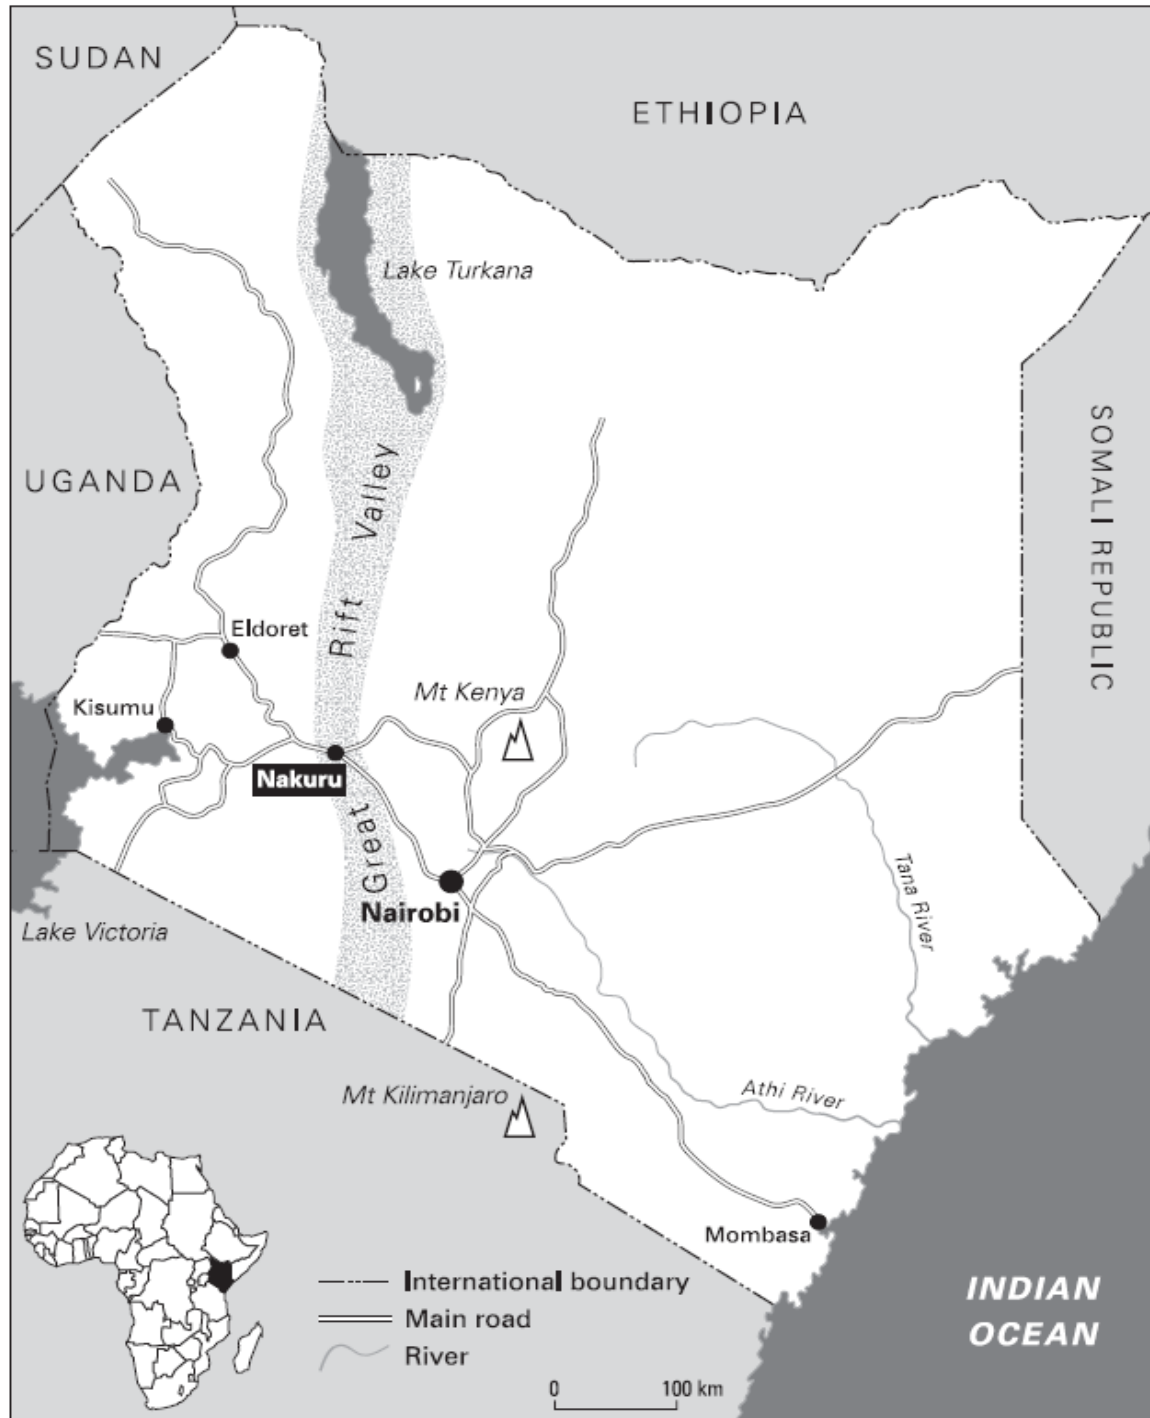 SUDAN
ETHIOPIA
Lake Turkana
SOMALI REPUBLIC
UGANDA
Great Rift Valley
Eldoret
Mt Kenya
Kisumu
Nakuru
Tana River
Nairobi
Lake Victoria
TANZANIA
Mt Kilimanjaro
Athi River
Mombasa
International boundary
Main road
River
0 100 km
INDIAN
OCEAN